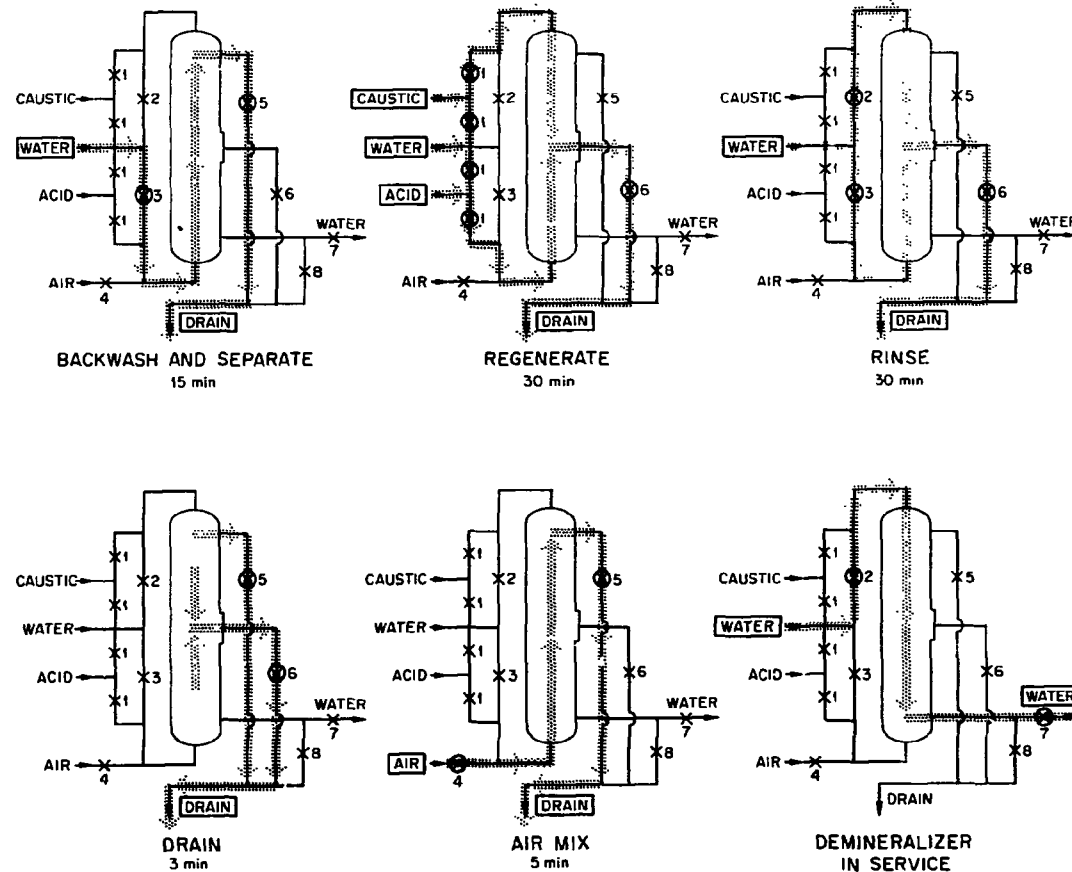 1
CAUSTIC
2
5
1
WATER
1
ACID
3
6
1
WATER
7
8
AIR
4
DRAIN
BACKWASH AND SEPARATE
15 min
1
CAUSTIC
2
5
1
WATER
1
ACID
3
6
1
WATER
7
8
AIR
4
DRAIN
REGENERATE
30 min
1
CAUSTIC
2
5
1
WATER
1
ACID
3
6
1
WATER
7
8
AIR
4
DRAIN
RINSE
30 min
1
CAUSTIC
2
5
1
WATER
1
ACID
3
6
1
WATER
7
8
AIR
4
DRAIN
DRAIN
3 min
1
CAUSTIC
2
5
1
WATER
1
ACID
3
6
1
WATER
7
8
AIR
4
DRAIN
AIR MIX
5 min
1
CAUSTIC
2
5
1
WATER
1
ACID
3
6
1
WATER
7
8
AIR
4
DRAIN
DEMINERALIZER
IN SERVICE